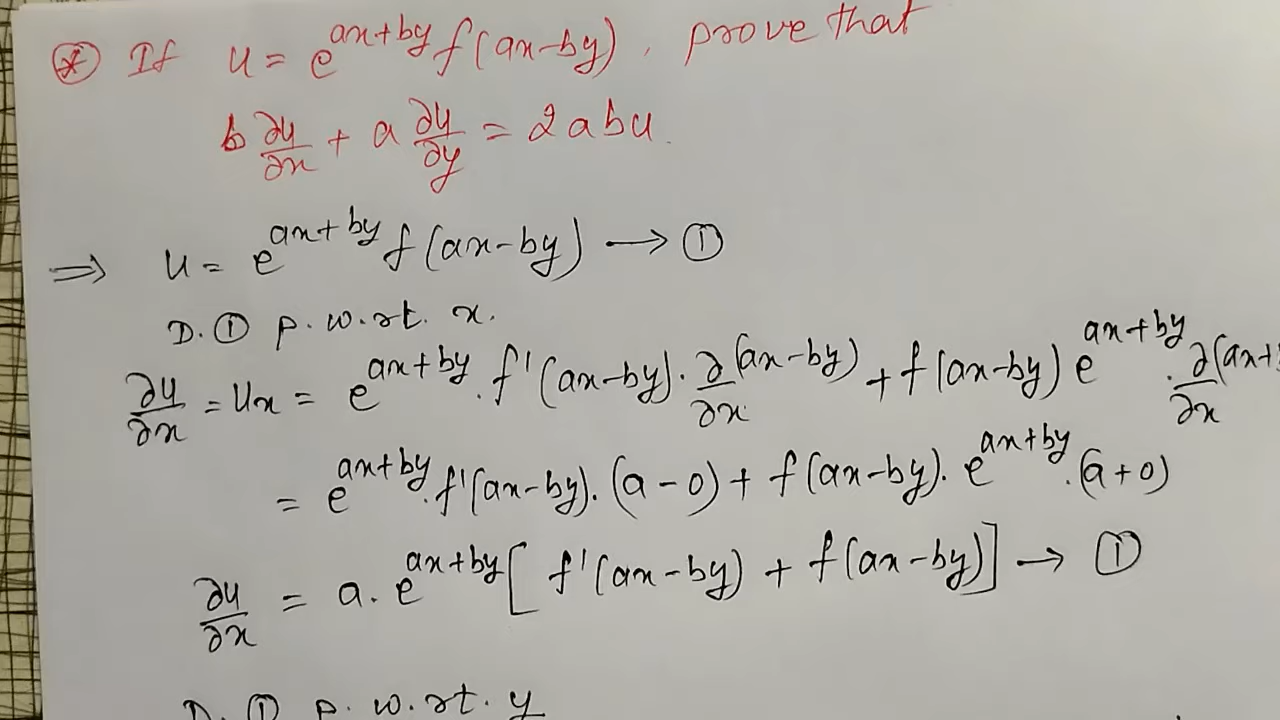 ⊛ If u = e^{ax+by} f(ax-by), prove that
b ∂u/∂x + a ∂u/∂y = 2abu.
⇒ u = e^{ax+by} f(ax-by) → ①
D. ① p. w. r. t. x.
∂u/∂x = ux = e^{ax+by} . f'(ax-by) . ∂(ax-by)/∂x + f(ax-by) e^{ax+by} . ∂(ax+
= e^{ax+by} . f'(ax-by) . (a-0) + f(ax-by) . e^{ax+by} . (a+0)
∂u/∂x = a. e^{ax+by} [ f'(ax-by) + f(ax-by)] → ①
D. ① p. w. r. t. y